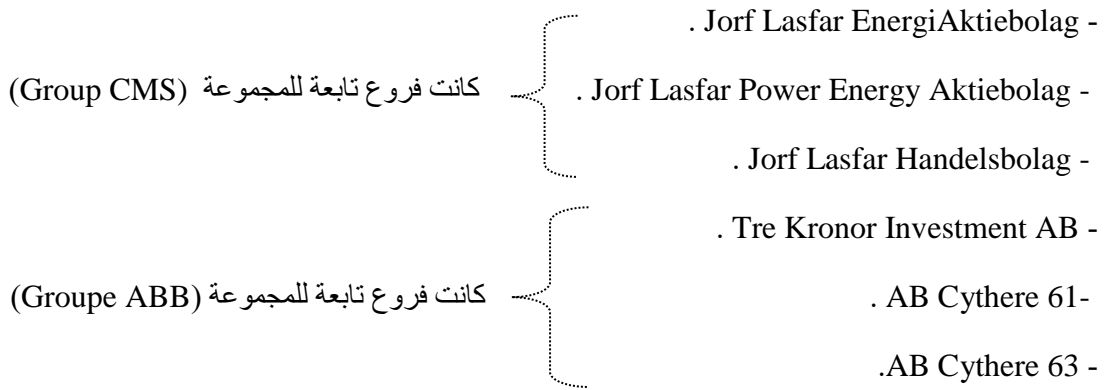 - Jorf Lasfar EnergiAktiebolag .
- Jorf Lasfar Power Energy Aktiebolag .
كانت فروع تابعة للمجموعة (Group CMS)
- Jorf Lasfar Handelsbolag .
- Tre Kronor Investment AB .
-AB Cythere 61 .
كانت فروع تابعة للمجموعة (Groupe ABB)
- AB Cythere 63.